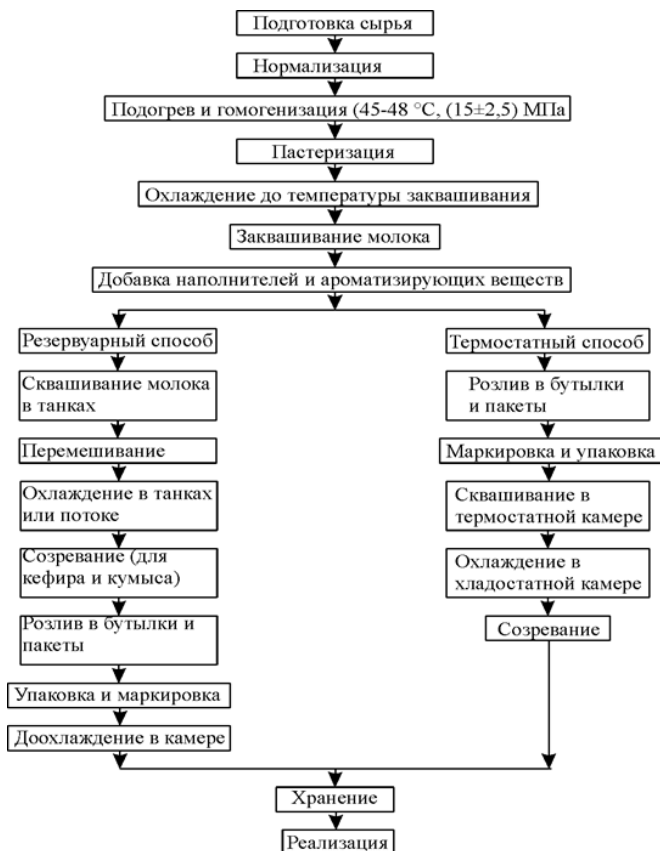 Подготовка сырья
Нормализация
Подогрев и гомогенизация (45-48 °С, (15±2,5) МПа
Пастеризация
Охлаждение до температуры заквашивания
Заквашивание молока
Добавка наполнителей и ароматизирующих веществ
Резервуарный способ
Сквашивание молока
в танках
Перемешивание
Охлаждение в танках
или потоке
Созревание (для
кефира и кумыса)
Розлив в бутылки и
пакеты
Упаковка и маркировка
Доохлаждение в камере
Термостатный способ
Розлив в бутылки
и пакеты
Маркировка и упаковка
Сквашивание в
термостатной камере
Охлаждение в
хладостатной камере
Созревание
Хранение
Реализация